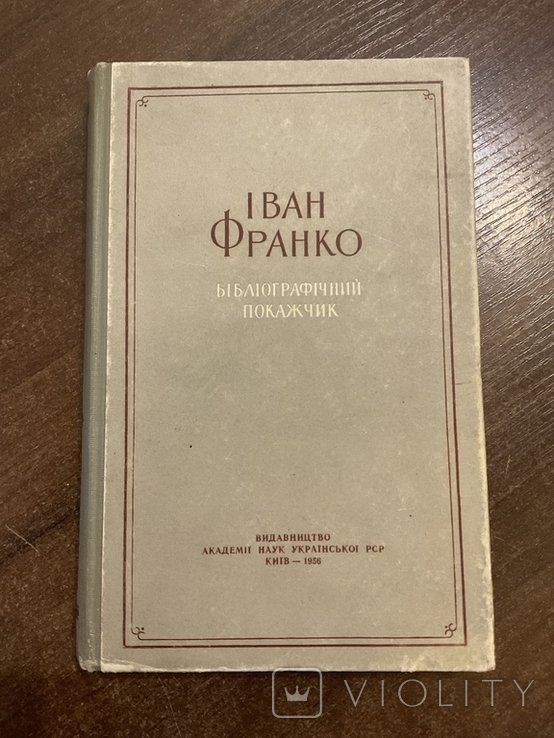 ІВАН
ФРАНКО
БІБЛІОГРАФІЧНИЙ
ПОКАЖЧИК
ВИДАВНИЦТВО
АКАДЕМІЇ НАУК УКРАЇНСЬКОЇ РСР
КИЇВ — 1956
VIOLITY